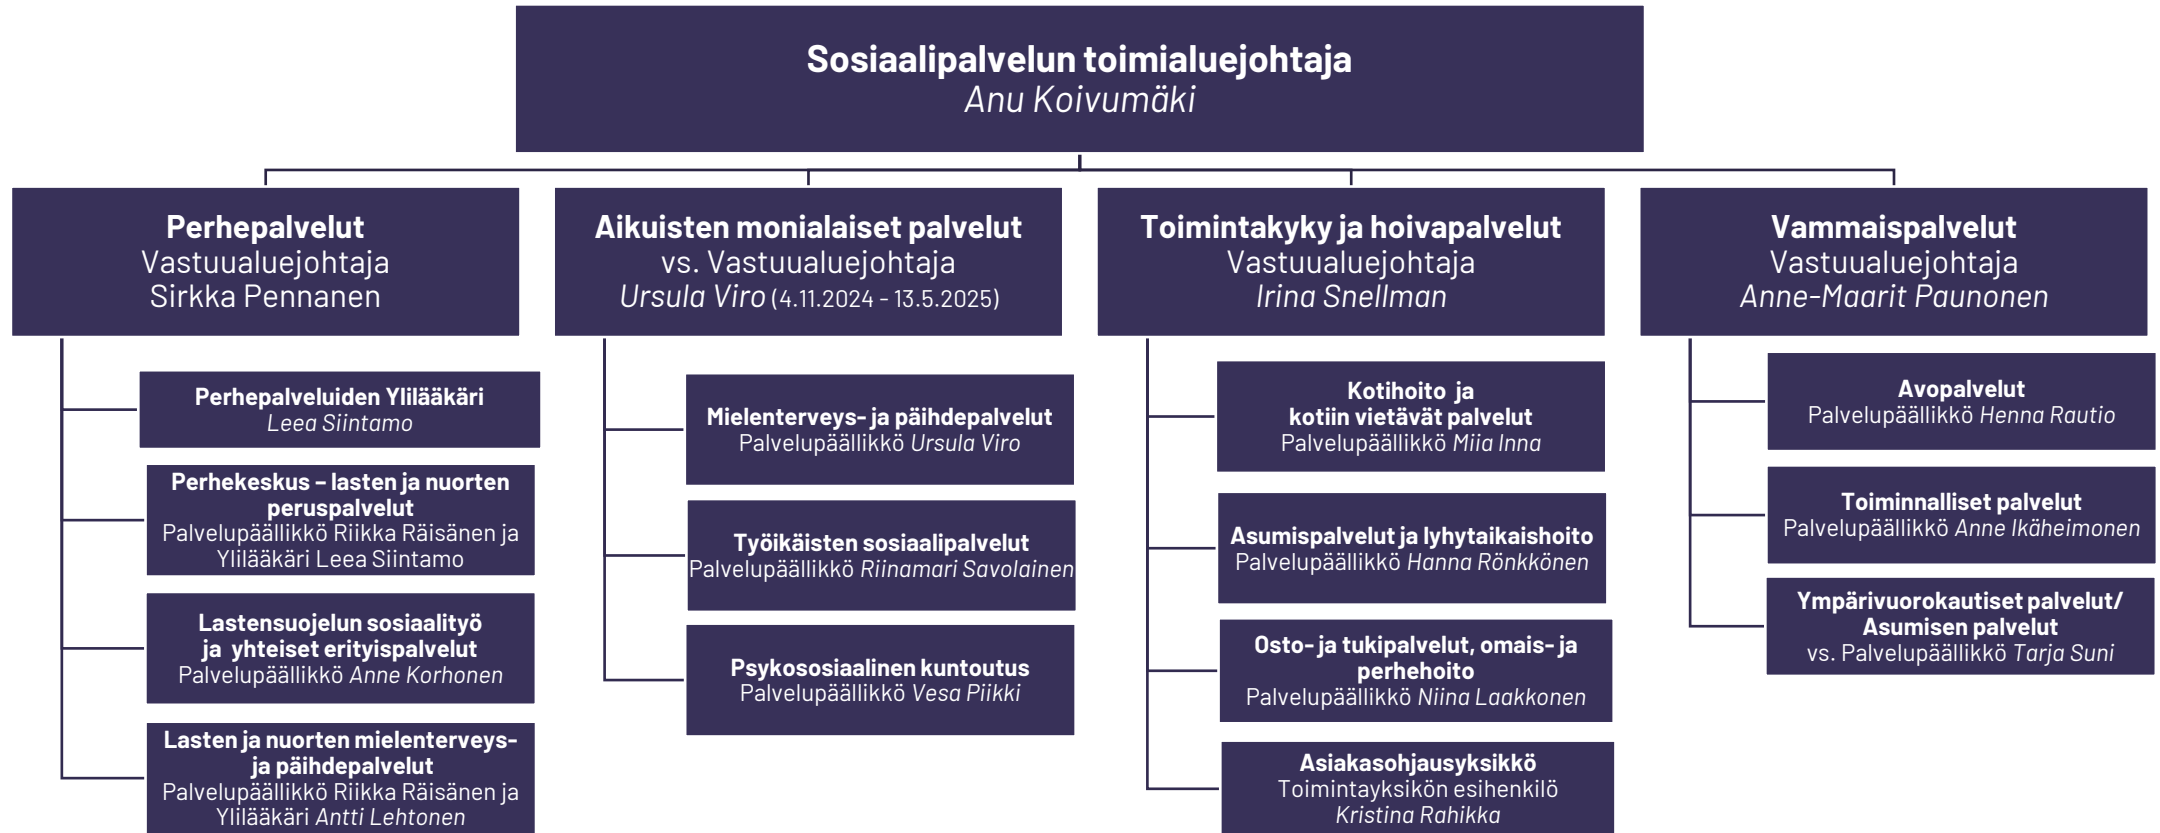 Sosiaalipalvelun toimialuejohtaja
Anu Koivumäki
Perhepalvelut
Vastuualuejohtaja
Sirkka Pennanen
Perhepalveluiden Ylilääkäri
Leea Siintamo
Perhekeskus – lasten ja nuorten
peruspalvelut
Palvelupäällikkö Riikka Räisänen ja
Ylilääkäri Leea Siintamo
Lastensuojelun sosiaalityö
ja yhteiset erityispalvelut
Palvelupäällikkö Anne Korhonen
Lasten ja nuorten mielenterveys-
ja päihdepalvelut
Palvelupäällikkö Riikka Räisänen ja
Ylilääkäri Antti Lehtonen
Aikuisten monialaiset palvelut
vs. Vastuualuejohtaja
Ursula Viro (4.11.2024 - 13.5.2025)
Mielenterveys- ja päihdepalvelut
Palvelupäällikkö Ursula Viro
Työikäisten sosiaalipalvelut
Palvelupäällikkö Riinamari Savolainen
Psykososiaalinen kuntoutus
Palvelupäällikkö Vesa Piikki
Toimintakyky ja hoivapalvelut
Vastuualuejohtaja
Irina Snellman
Kotihoito ja
kotiin vietävät palvelut
Palvelupäällikkö Miia Inna
Asumispalvelut ja lyhytaikaishoito
Palvelupäällikkö Hanna Rönkkönen
Osto- ja tukipalvelut, omais- ja
perhehoito
Palvelupäällikkö Niina Laakkonen
Asiakasohjausyksikkö
Toimintayksikön esihenkilö
Kristina Rahikka
Vammaispalvelut
Vastuualuejohtaja
Anne-Maarit Paunonen
Avopalvelut
Palvelupäällikkö Henna Rautio
Toiminnalliset palvelut
Palvelupäällikkö Anne Ikäheimonen
Ympärivuorokautiset palvelut/
Asumisen palvelut
vs. Palvelupäällikkö Tarja Suni